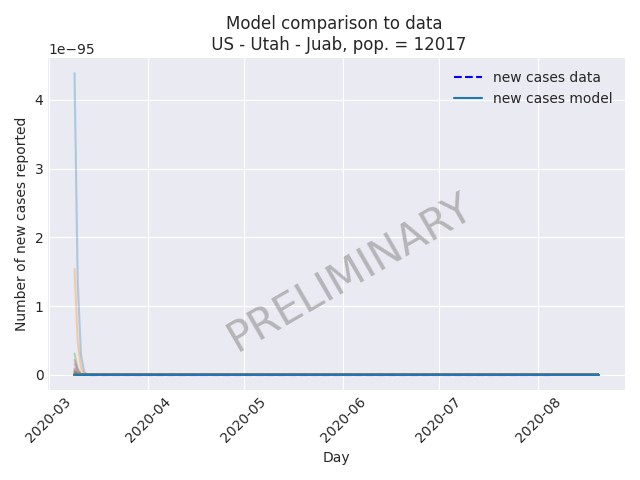 Model comparison to data
US - Utah - Juab, pop. = 12017
1e−95
new cases data
new cases model
4
3
2
1
0
Number of new cases reported
PRELIMINARY
2020-03
2020-04
2020-05
2020-06
2020-07
2020-08
Day